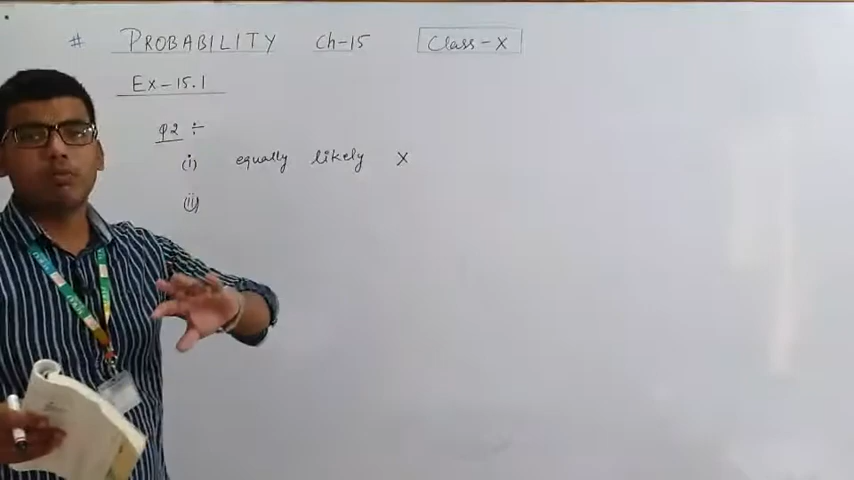 # PROBABILITY Ch-15 Class-X
Ex-15.1
Q2 ÷
(i) equally likely X
(ii)